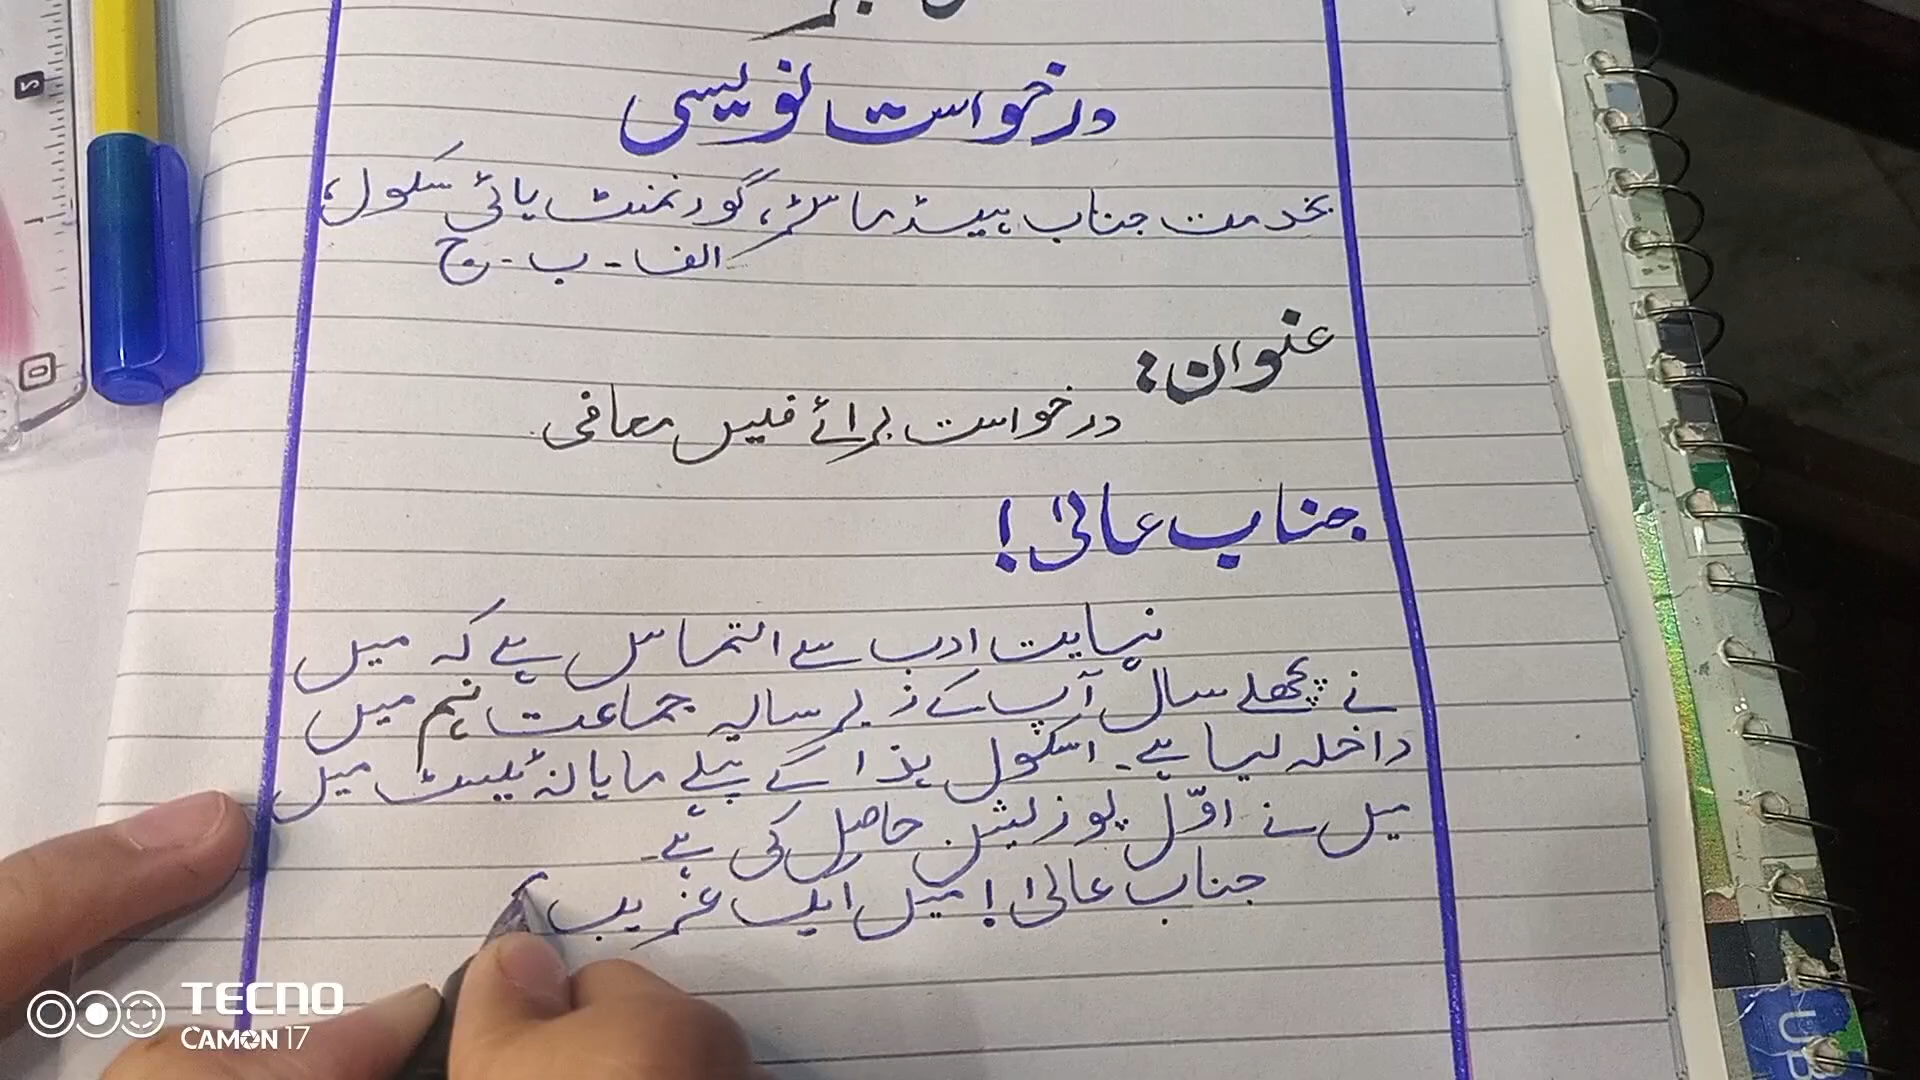 درخواست نویسی
بخدمت جناب ہیڈ ماسٹر، گورنمنٹ ہائی سکول،
الف - ب - ج
عنوان:
درخواست برائے فیس معافی
جناب عالیٰ!
نہایت ادب سے التماس ہے کہ میں
نے پچھلے سال آپ کے زیر سایہ جماعت نہم میں
داخلہ لیا ہے۔ اسکول ہذا کے پہلے ماہانہ ٹیسٹ میں
میں نے اوّل پوزیشن حاصل کی ہے۔
جناب عالیٰ! میں ایک غریب
TECNO
CAMON 17
UB